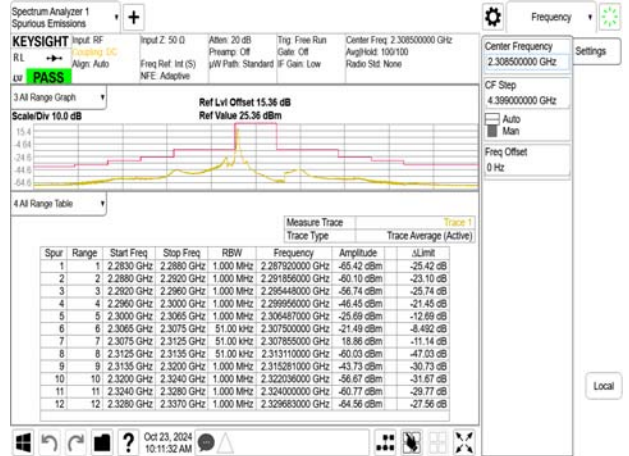 Spectrum Analyzer 1
Spurious Emissions
+
Frequency
KEYSIGHT Input: RF Input Z: 50 Ω Atten: 20 dB Trig: Free Run Center Freq: 2.308500000 GHz
RL Coupling: DC Preamp: Off Gate: Off Avg|Hold: 100/100
Align: Auto Freq Ref: Int (S) µW Path: Standard IF Gain: Low Radio Std: None
NFE: Adaptive
PASS
3 All Range Graph
Ref Lvl Offset 15.36 dB
Scale/Div 10.0 dB Ref Value 25.36 dBm
15.4
-4.64
-24.6
-44.6
-64.6
4 All Range Table
Measure Trace Trace 1
Trace Type Trace Average (Active)
Spur Range Start Freq Stop Freq RBW Frequency Amplitude ΔLimit
1 1 2.2830 GHz 2.2880 GHz 1.000 MHz 2.287920000 GHz -65.42 dBm -25.42 dB
2 2 2.2880 GHz 2.2920 GHz 1.000 MHz 2.291856000 GHz -60.10 dBm -23.10 dB
3 3 2.2920 GHz 2.2960 GHz 1.000 MHz 2.295448000 GHz -56.74 dBm -25.74 dB
4 4 2.2960 GHz 2.3000 GHz 1.000 MHz 2.299956000 GHz -46.45 dBm -21.45 dB
5 5 2.3000 GHz 2.3065 GHz 1.000 MHz 2.306487000 GHz -25.69 dBm -12.69 dB
6 6 2.3065 GHz 2.3075 GHz 51.00 kHz 2.307500000 GHz -21.49 dBm -8.492 dB
7 7 2.3075 GHz 2.3125 GHz 51.00 kHz 2.307855000 GHz 18.86 dBm -11.14 dB
8 8 2.3125 GHz 2.3135 GHz 51.00 kHz 2.313110000 GHz -60.03 dBm -47.03 dB
9 9 2.3135 GHz 2.3200 GHz 1.000 MHz 2.315281000 GHz -43.73 dBm -30.73 dB
10 10 2.3200 GHz 2.3240 GHz 1.000 MHz 2.322036000 GHz -56.67 dBm -31.67 dB
11 11 2.3240 GHz 2.3280 GHz 1.000 MHz 2.324000000 GHz -60.77 dBm -29.77 dB
12 12 2.3280 GHz 2.3370 GHz 1.000 MHz 2.329683000 GHz -64.56 dBm -27.56 dB
Center Frequency
2.308500000 GHz
Settings
CF Step
4.399000000 GHz
Auto
Man
Freq Offset
0 Hz
Local
? Oct 23, 2024
10:11:32 AM